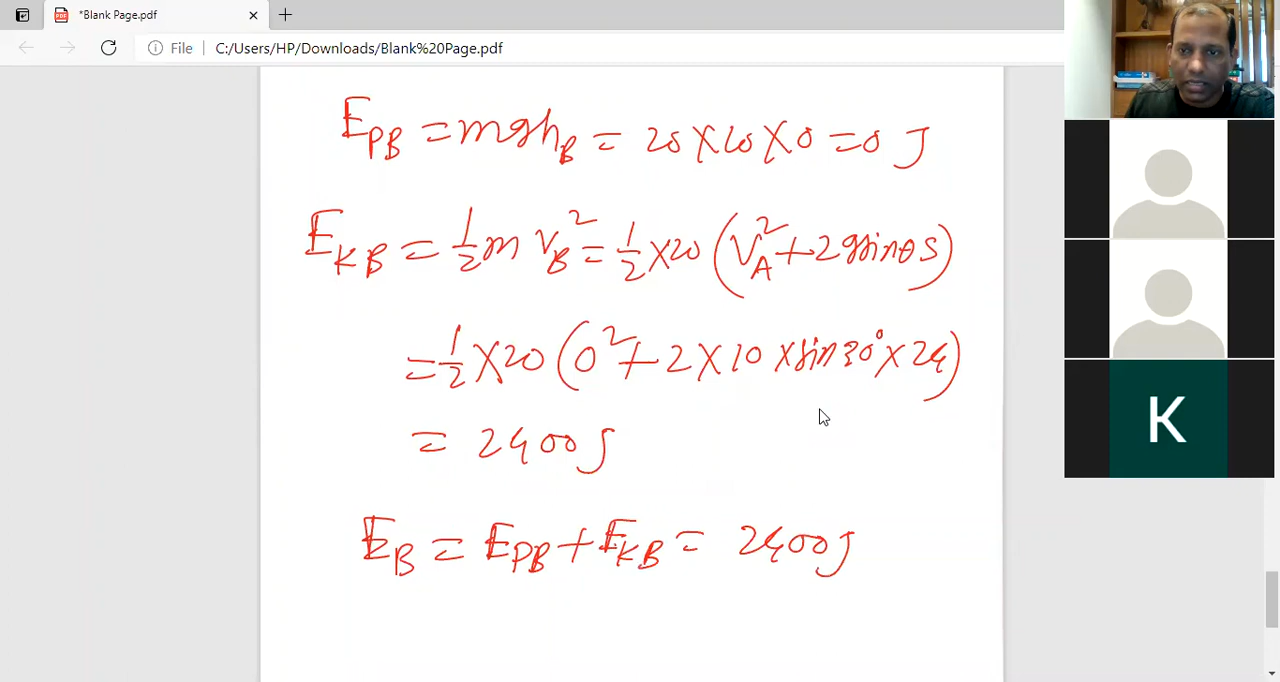 *Blank Page.pdf
File C:/Users/HP/Downloads/Blank%20Page.pdf
E_PB = mgh_B = 20 × 10 × 0 = 0 J
E_KB = 1/2 m V_B² = 1/2 × 20 (V_A² + 2g sinθ S)
= 1/2 × 20 (0² + 2 × 10 × sin30° × 24)
= 2400 J
E_B = E_PB + E_KB = 2400 J
K